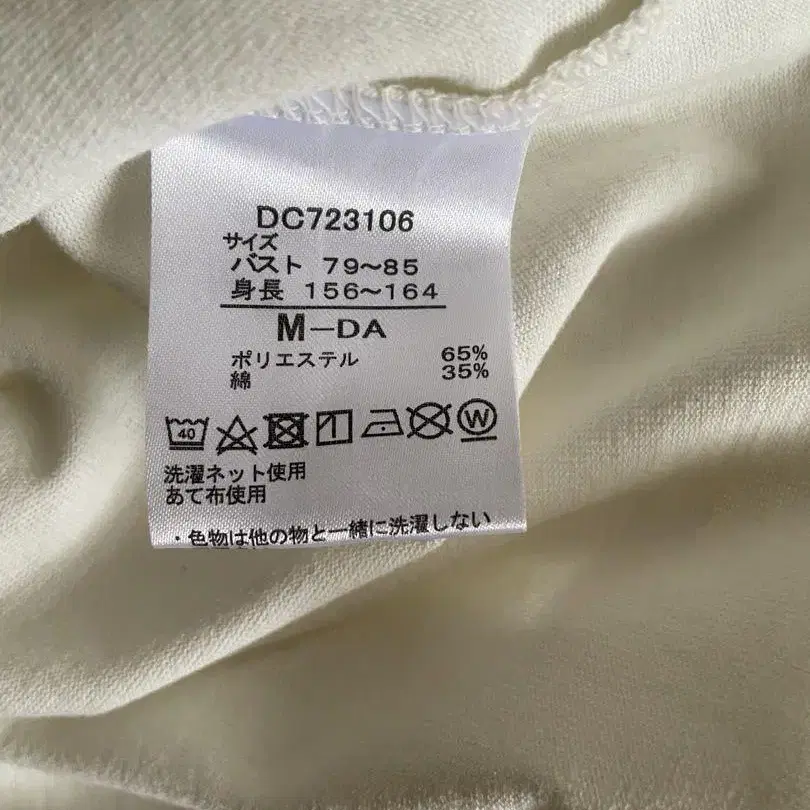 DC723106
サイズ
バスト 79～85
身長 156～164
M－DA
ポリエステル 65%
綿 35%
40 W
洗濯ネット使用
あて布使用
・色物は他の物と一緒に洗濯しない